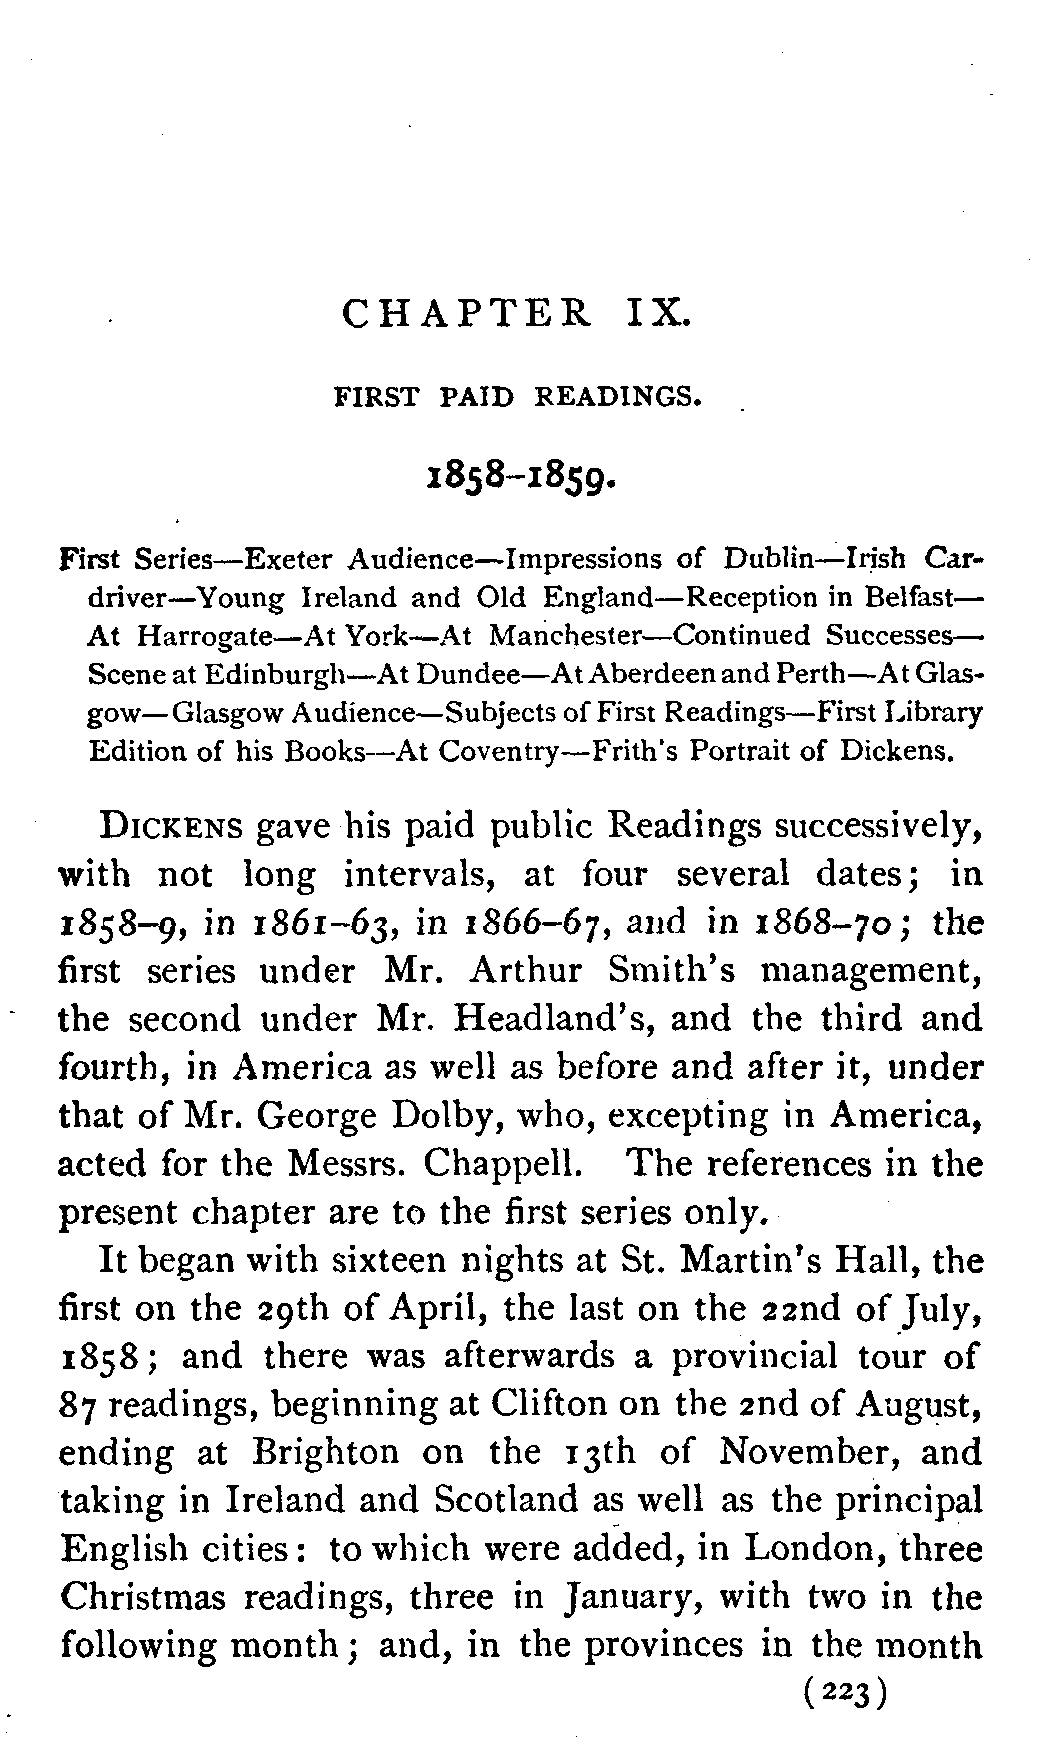 CHAPTER IX.
FIRST PAID READINGS.
1858–1859.
First Series—Exeter Audience—Impressions of Dublin—Irish Car-
driver—Young Ireland and Old England—Reception in Belfast—
At Harrogate—At York—At Manchester—Continued Successes—
Scene at Edinburgh—At Dundee—At Aberdeen and Perth—At Glas-
gow—Glasgow Audience—Subjects of First Readings—First Library
Edition of his Books—At Coventry—Frith's Portrait of Dickens.
DICKENS gave his paid public Readings successively,
with not long intervals, at four several dates; in
1858–9, in 1861–63, in 1866–67, and in 1868–70; the
first series under Mr. Arthur Smith's management,
the second under Mr. Headland's, and the third and
fourth, in America as well as before and after it, under
that of Mr. George Dolby, who, excepting in America,
acted for the Messrs. Chappell. The references in the
present chapter are to the first series only.
It began with sixteen nights at St. Martin's Hall, the
first on the 29th of April, the last on the 22nd of July,
1858; and there was afterwards a provincial tour of
87 readings, beginning at Clifton on the 2nd of August,
ending at Brighton on the 13th of November, and
taking in Ireland and Scotland as well as the principal
English cities: to which were added, in London, three
Christmas readings, three in January, with two in the
following month; and, in the provinces in the month
(223)